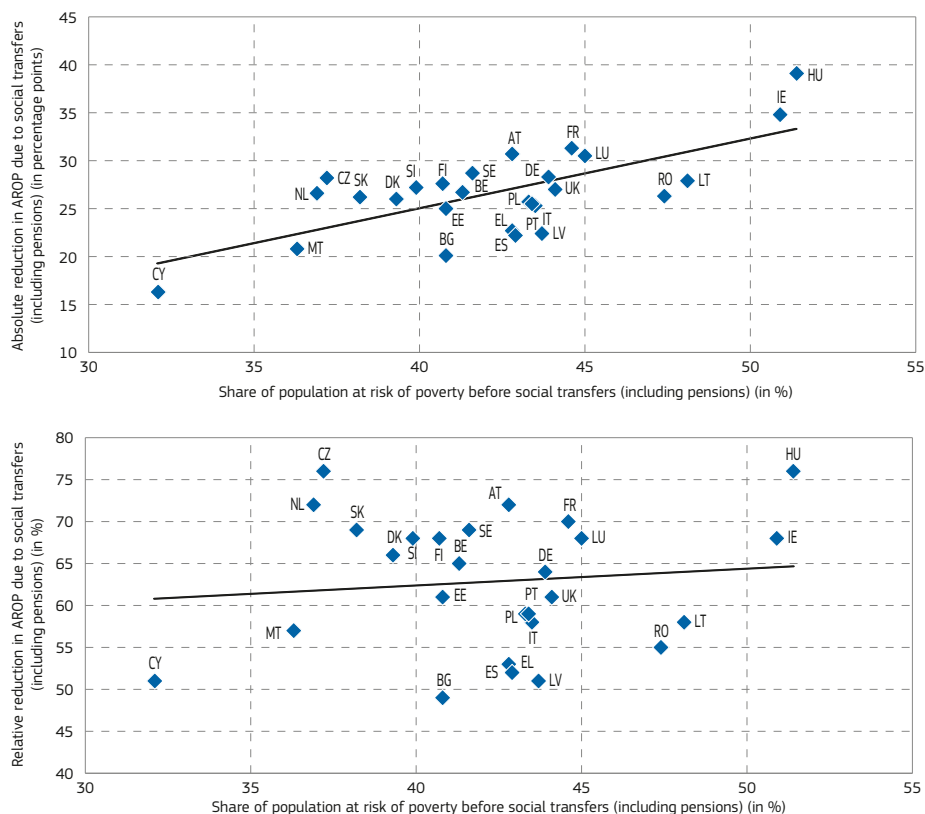 Absolute reduction in AROP due to social transfers
(including pensions) (in percentage points)
45
40
35
30
25
20
15
10
HU
IE
FR
AT
LU
CZ
SK
NL
DK
SI
FI
SE
BE
DE
UK
PL
RO
LT
EE
EL
PT
IT
ES
LV
BG
MT
CY
30
35
40
45
50
55
Share of population at risk of poverty before social transfers (including pensions) (in %)
Relative reduction in AROP due to social transfers
(including pensions) (in %)
80
75
70
65
60
55
50
45
40
CZ
HU
NL
AT
SK
FR
DK
SI
FI
BE
SE
LU
IE
DE
EE
PT
UK
PL
IT
MT
LT
RO
CY
ES
EL
LV
BG
30
35
40
45
50
55
Share of population at risk of poverty before social transfers (including pensions) (in %)